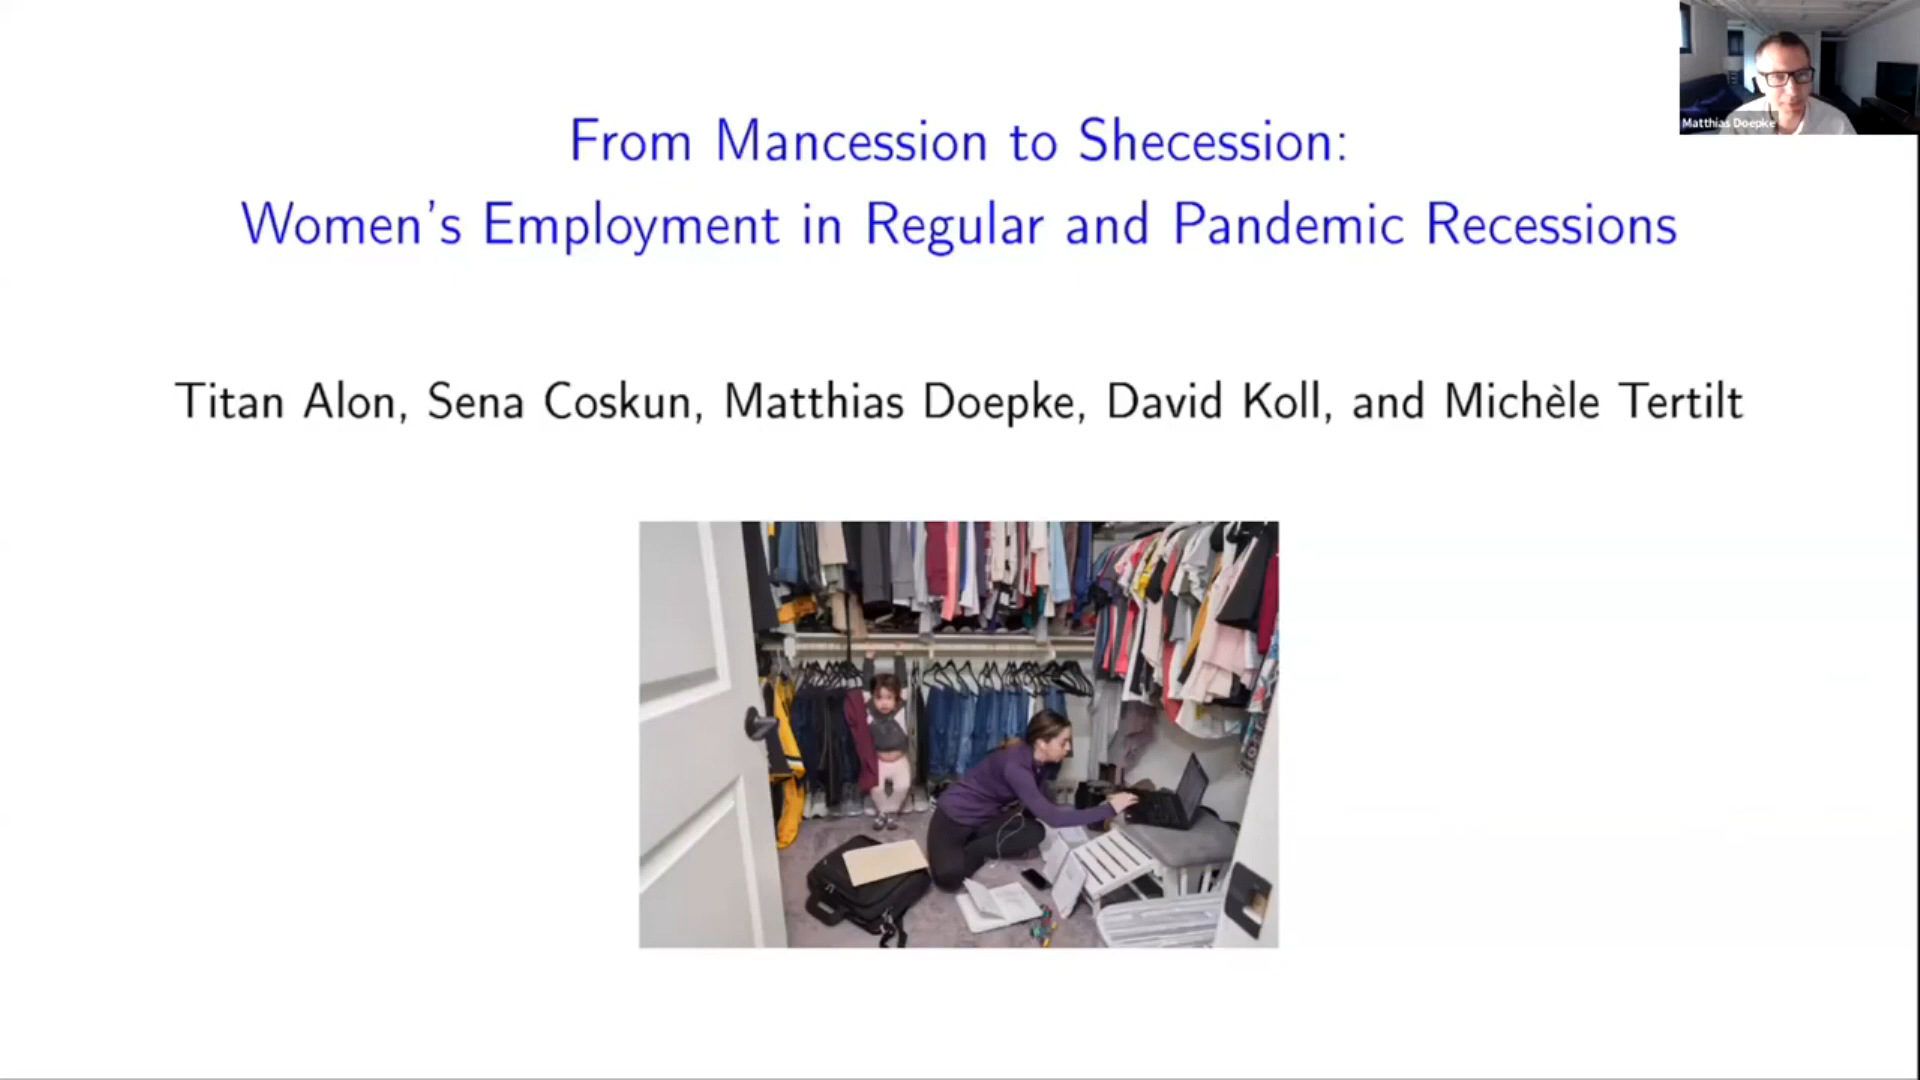 From Mancession to Shecession:
Women's Employment in Regular and Pandemic Recessions
Titan Alon, Sena Coskun, Matthias Doepke, David Koll, and Michèle Tertilt
Matthias Doepke